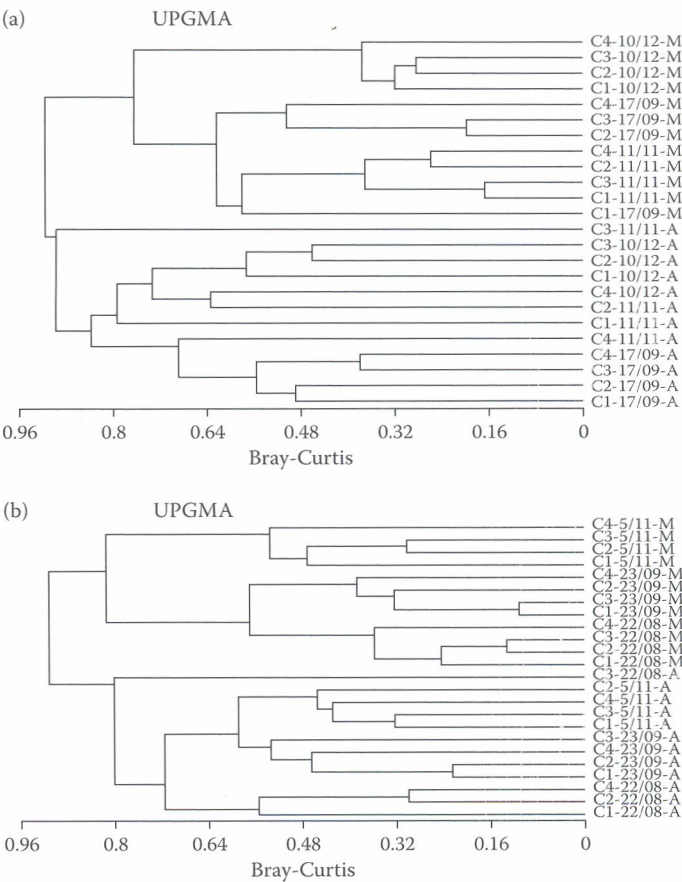 (a)
UPGMA
C4-10/12-M
C3-10/12-M
C2-10/12-M
C1-10/12-M
C4-17/09-M
C3-17/09-M
C2-17/09-M
C4-11/11-M
C2-11/11-M
C3-11/11-M
C1-11/11-M
C1-17/09-M
C3-11/11-A
C3-10/12-A
C2-10/12-A
C1-10/12-A
C4-10/12-A
C2-11/11-A
C1-11/11-A
C4-11/11-A
C4-17/09-A
C3-17/09-A
C2-17/09-A
C1-17/09-A
0.96 0.8 0.64 0.48 0.32 0.16 0
Bray-Curtis
(b)
UPGMA
C4-5/11-M
C3-5/11-M
C2-5/11-M
C1-5/11-M
C4-23/09-M
C2-23/09-M
C3-23/09-M
C1-23/09-M
C4-22/08-M
C3-22/08-M
C2-22/08-M
C1-22/08-M
C3-22/08-A
C2-5/11-A
C4-5/11-A
C3-5/11-A
C1-5/11-A
C3-23/09-A
C4-23/09-A
C2-23/09-A
C1-23/09-A
C4-22/08-A
C2-22/08-A
C1-22/08-A
0.96 0.8 0.64 0.48 0.32 0.16 0
Bray-Curtis